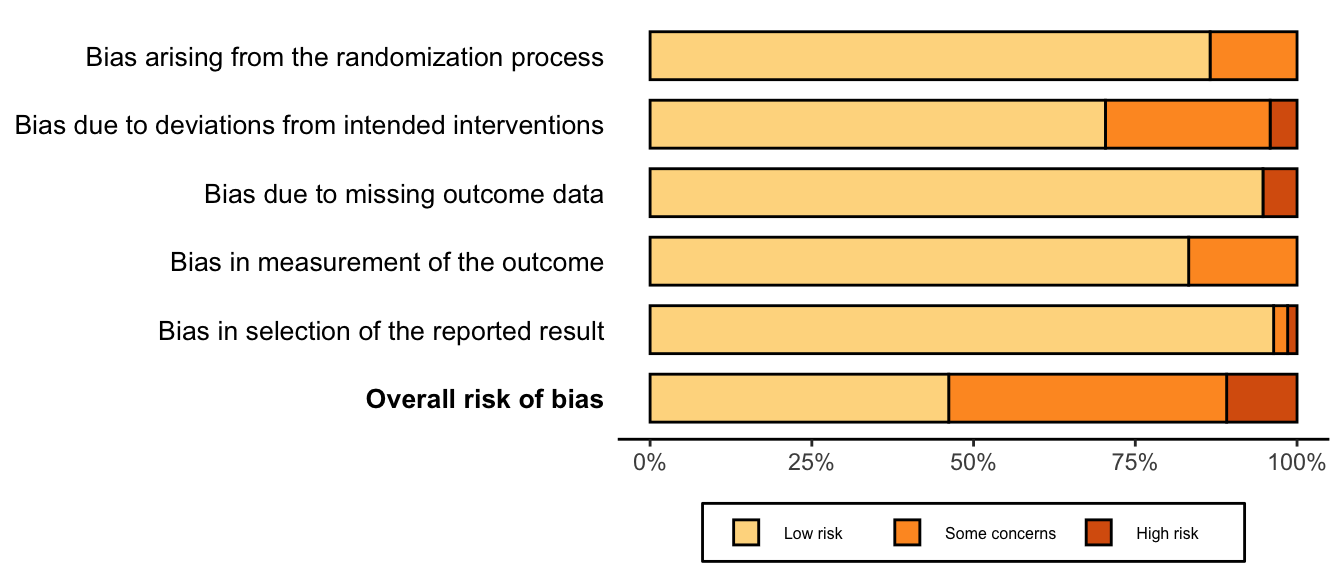 Bias arising from the randomization process
Bias due to deviations from intended interventions
Bias due to missing outcome data
Bias in measurement of the outcome
Bias in selection of the reported result
Overall risk of bias
0% 25% 50% 75% 100%
Low risk Some concerns High risk